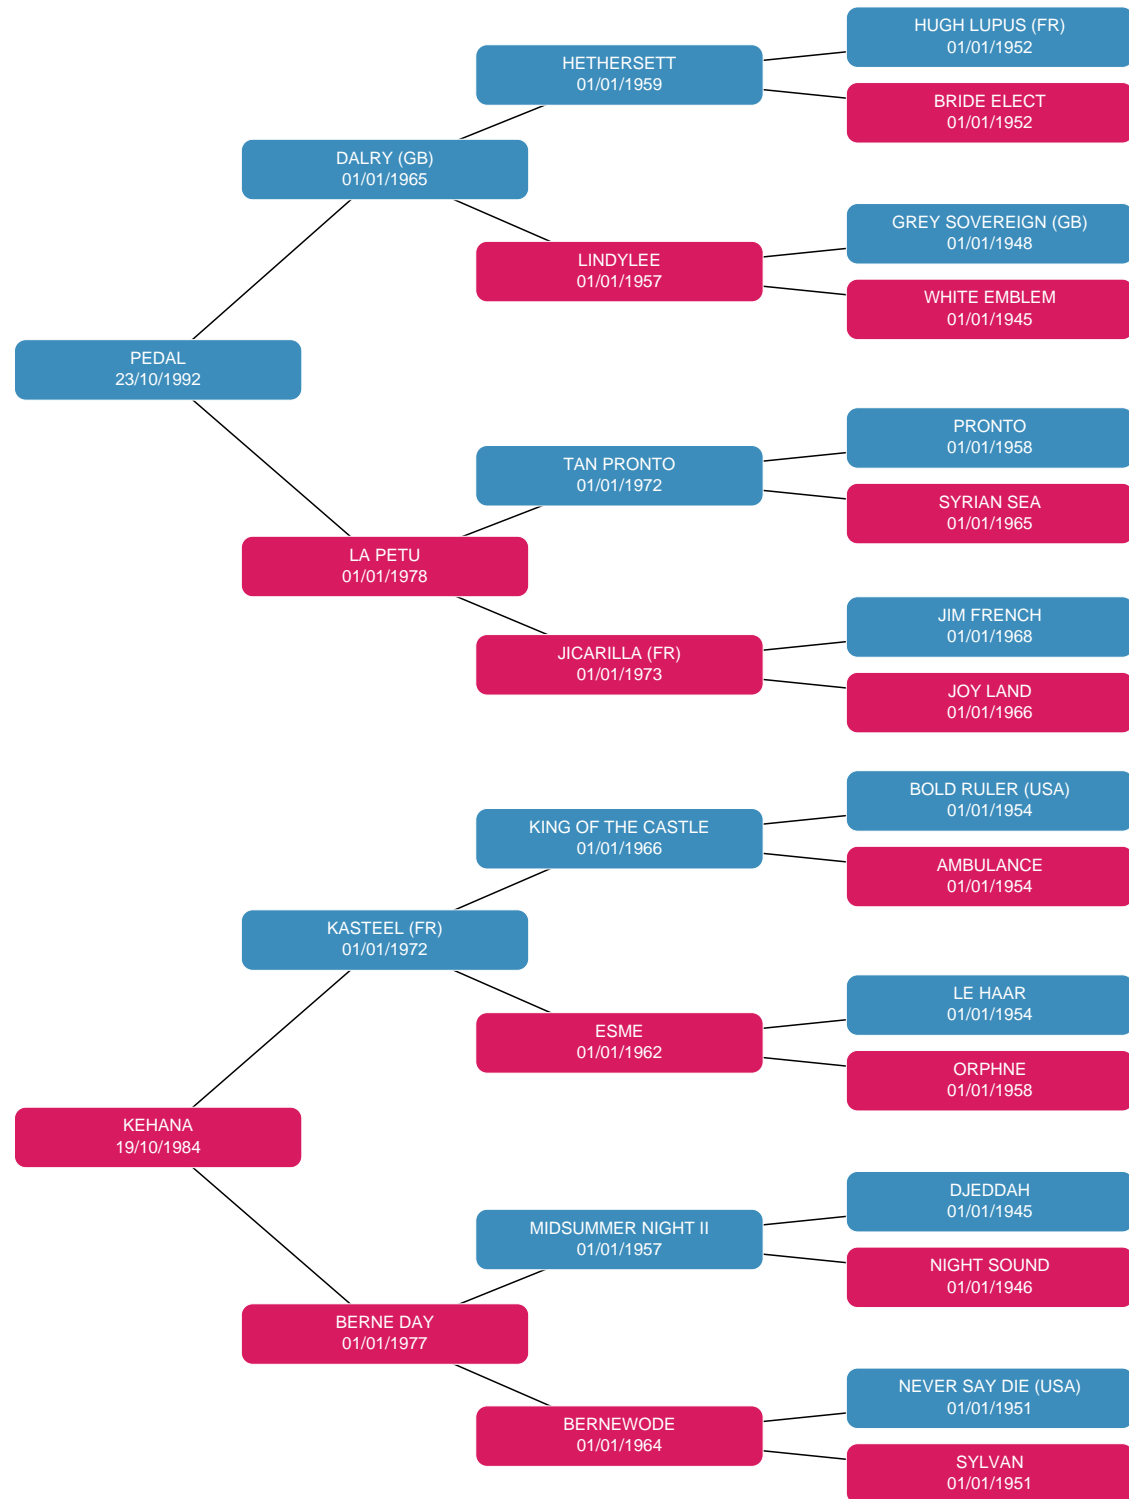 HUGH LUPUS (FR)
01/01/1952
HETHERSETT
01/01/1959
BRIDE ELECT
01/01/1952
DALRY (GB)
01/01/1965
GREY SOVEREIGN (GB)
01/01/1948
LINDYLEE
01/01/1957
WHITE EMBLEM
01/01/1945
PEDAL
23/10/1992
PRONTO
01/01/1958
TAN PRONTO
01/01/1972
SYRIAN SEA
01/01/1965
LA PETU
01/01/1978
JIM FRENCH
01/01/1968
JICARILLA (FR)
01/01/1973
JOY LAND
01/01/1966
BOLD RULER (USA)
01/01/1954
KING OF THE CASTLE
01/01/1966
AMBULANCE
01/01/1954
KASTEEL (FR)
01/01/1972
LE HAAR
01/01/1954
ESME
01/01/1962
ORPHNE
01/01/1958
KEHANA
19/10/1984
DJEDDAH
01/01/1945
MIDSUMMER NIGHT II
01/01/1957
NIGHT SOUND
01/01/1946
BERNE DAY
01/01/1977
NEVER SAY DIE (USA)
01/01/1951
BERNEWODE
01/01/1964
SYLVAN
01/01/1951